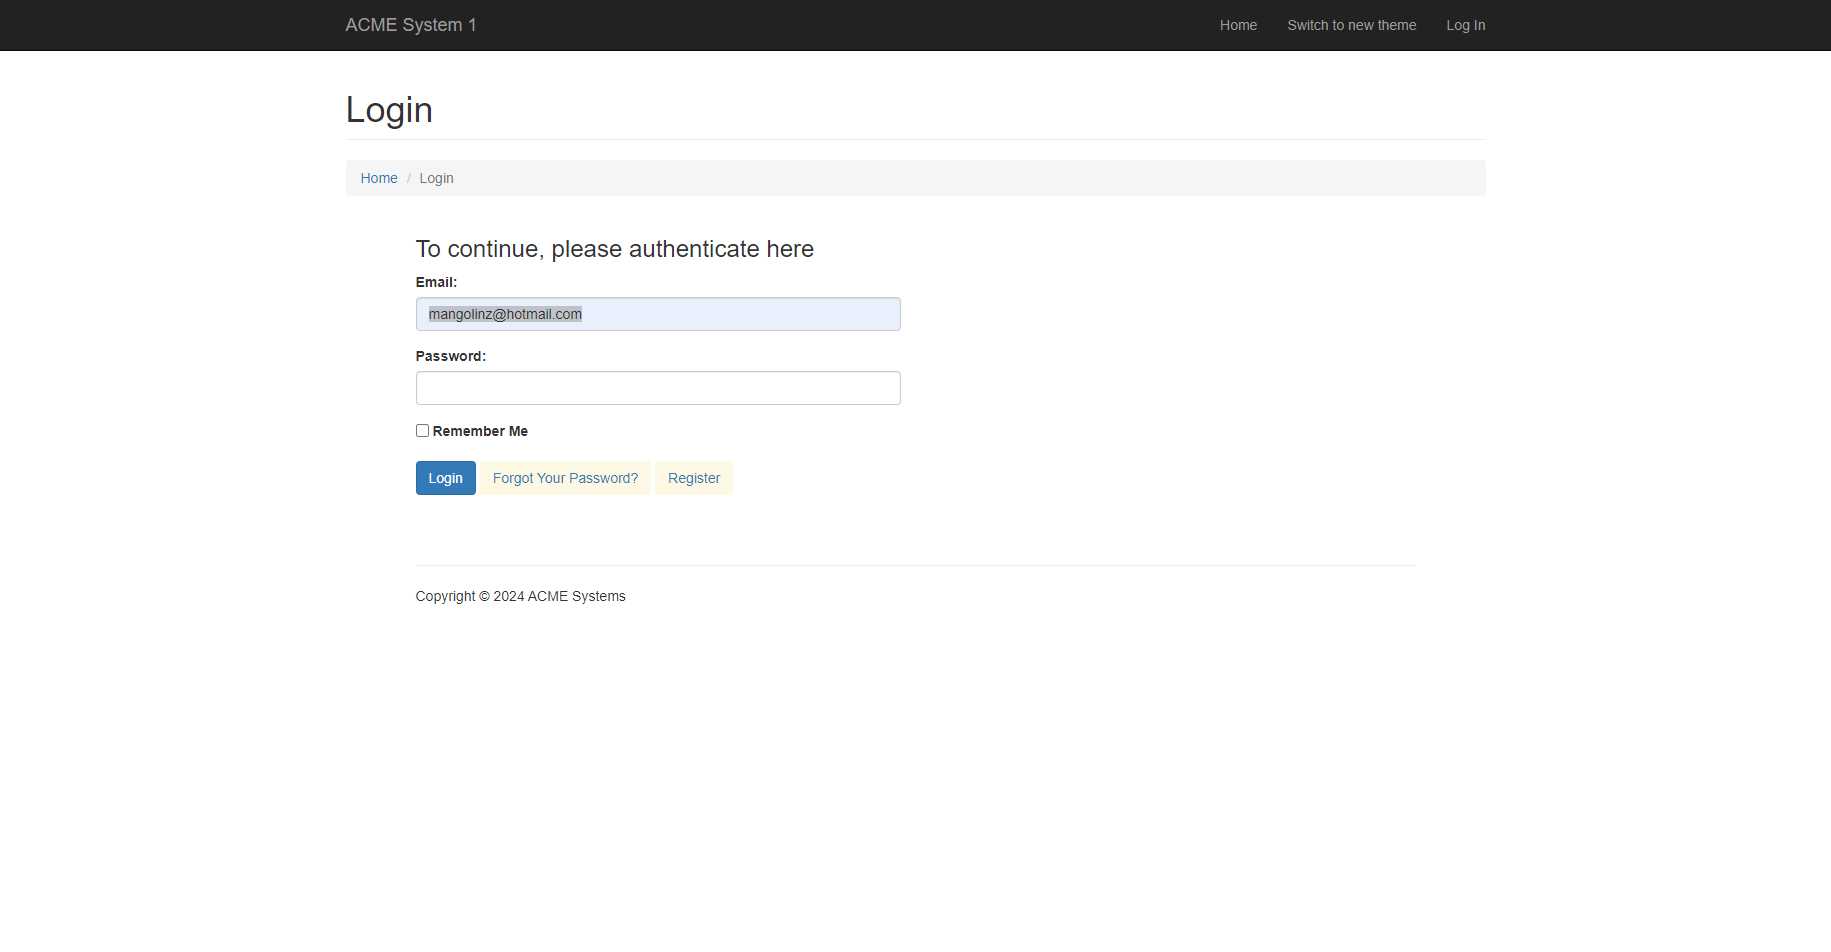 ACME System 1 Home Switch to new theme Log In
Login
Home / Login
To continue, please authenticate here
Email:
mangolinz@hotmail.com
Password:
Remember Me
Login Forgot Your Password? Register
Copyright © 2024 ACME Systems